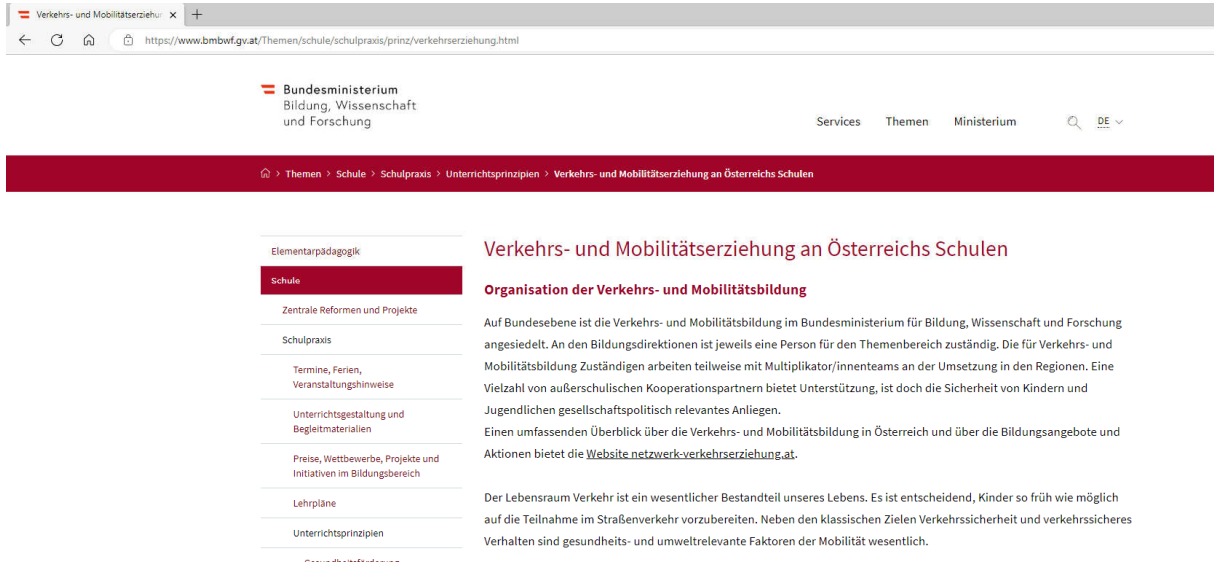 Verkehrs- und Mobilitätserziehur
https://www.bmbwf.gv.at/Themen/schule/schulpraxis/prinz/verkehrserziehung.html
Bundesministerium
Bildung, Wissenschaft
und Forschung
Services Themen Ministerium DE
> Themen > Schule > Schulpraxis > Unterrichtsprinzipien > Verkehrs- und Mobilitätserziehung an Österreichs Schulen
Elementarpädagogik
Schule
Zentrale Reformen und Projekte
Schulpraxis
Termine, Ferien,
Veranstaltungshinweise
Unterrichtsgestaltung und
Begleitmaterialien
Preise, Wettbewerbe, Projekte und
Initiativen im Bildungsbereich
Lehrpläne
Unterrichtsprinzipien
Gesundheitsförderung
Verkehrs- und Mobilitätserziehung an Österreichs Schulen
Organisation der Verkehrs- und Mobilitätsbildung
Auf Bundesebene ist die Verkehrs- und Mobilitätsbildung im Bundesministerium für Bildung, Wissenschaft und Forschung
angesiedelt. An den Bildungsdirektionen ist jeweils eine Person für den Themenbereich zuständig. Die für Verkehrs- und
Mobilitätsbildung Zuständigen arbeiten teilweise mit Multiplikator/innenteams an der Umsetzung in den Regionen. Eine
Vielzahl von außerschulischen Kooperationspartnern bietet Unterstützung, ist doch die Sicherheit von Kindern und
Jugendlichen gesellschaftspolitisch relevantes Anliegen.
Einen umfassenden Überblick über die Verkehrs- und Mobilitätsbildung in Österreich und über die Bildungsangebote und
Aktionen bietet die Website netzwerk-verkehrserziehung.at.
Der Lebensraum Verkehr ist ein wesentlicher Bestandteil unseres Lebens. Es ist entscheidend, Kinder so früh wie möglich
auf die Teilnahme im Straßenverkehr vorzubereiten. Neben den klassischen Zielen Verkehrssicherheit und verkehrssicheres
Verhalten sind gesundheits- und umweltrelevante Faktoren der Mobilität wesentlich.